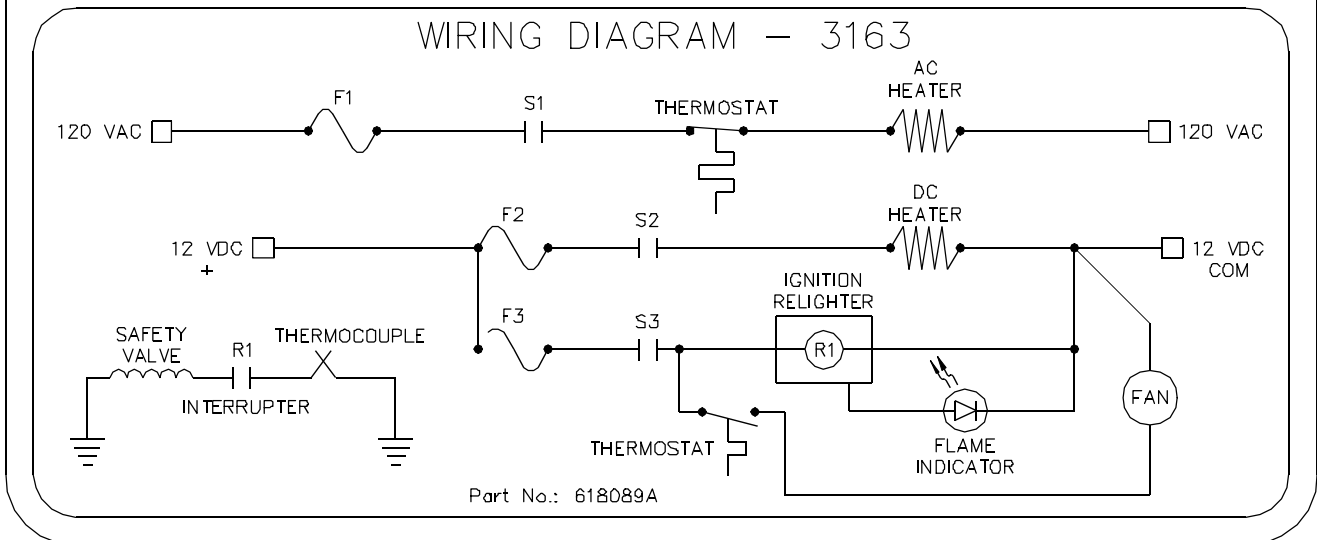 WIRING DIAGRAM - 3163
120 VAC
F1
S1
THERMOSTAT
AC
HEATER
120 VAC
12 VDC
+
F2
S2
DC
HEATER
12 VDC
COM
F3
S3
IGNITION
RELIGHTER
R1
SAFETY
VALVE
R1
THERMOCOUPLE
INTERRUPTER
THERMOSTAT
FLAME
INDICATOR
FAN
Part No.: 618089A